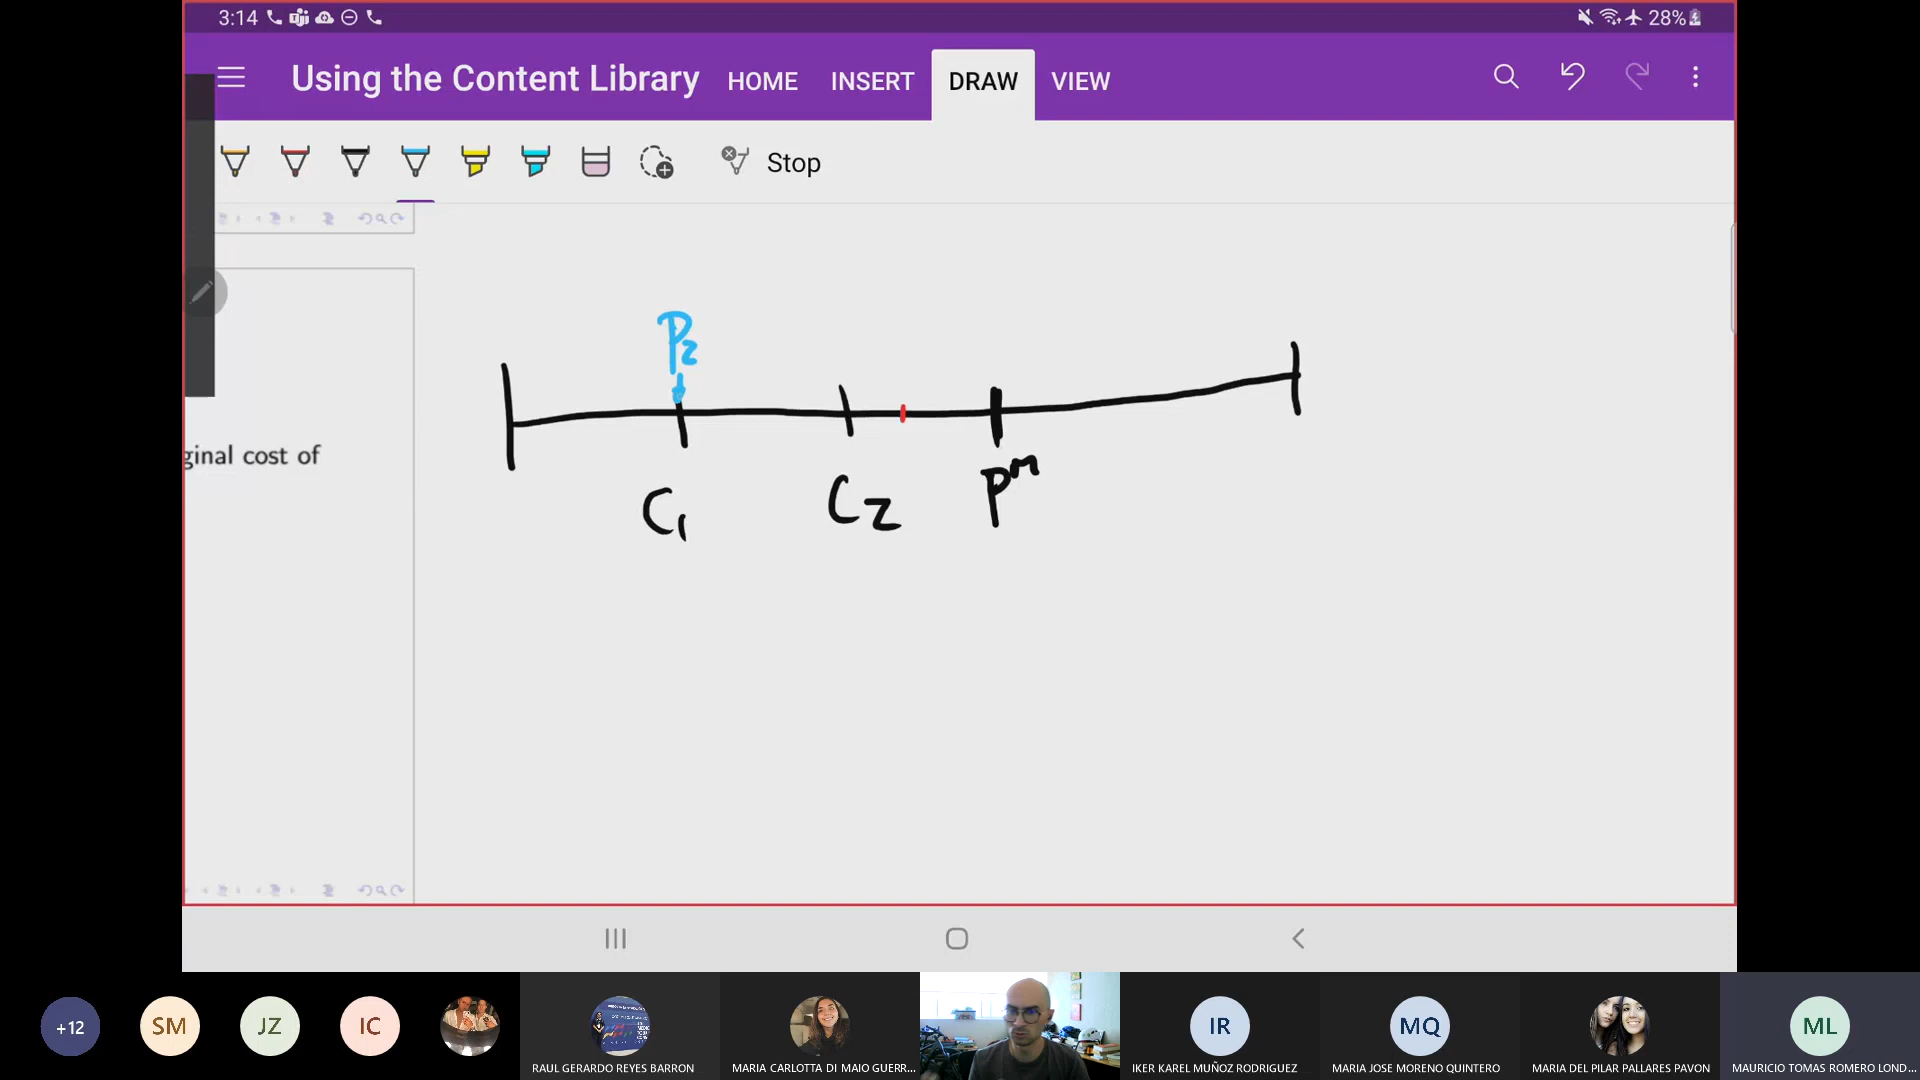 3:14 28%
Using the Content Library HOME INSERT DRAW VIEW
Stop
P2
ginal cost of
C1 C2 PM
+12 SM JZ IC IR MQ ML
RAUL GERARDO REYES BARRON MARIA CARLOTTA DI MAIO GUERR... IKER KAREL MUÑOZ RODRIGUEZ MARIA JOSE MORENO QUINTERO MARIA DEL PILAR PALLARES PAVON MAURICIO TOMAS ROMERO LOND...